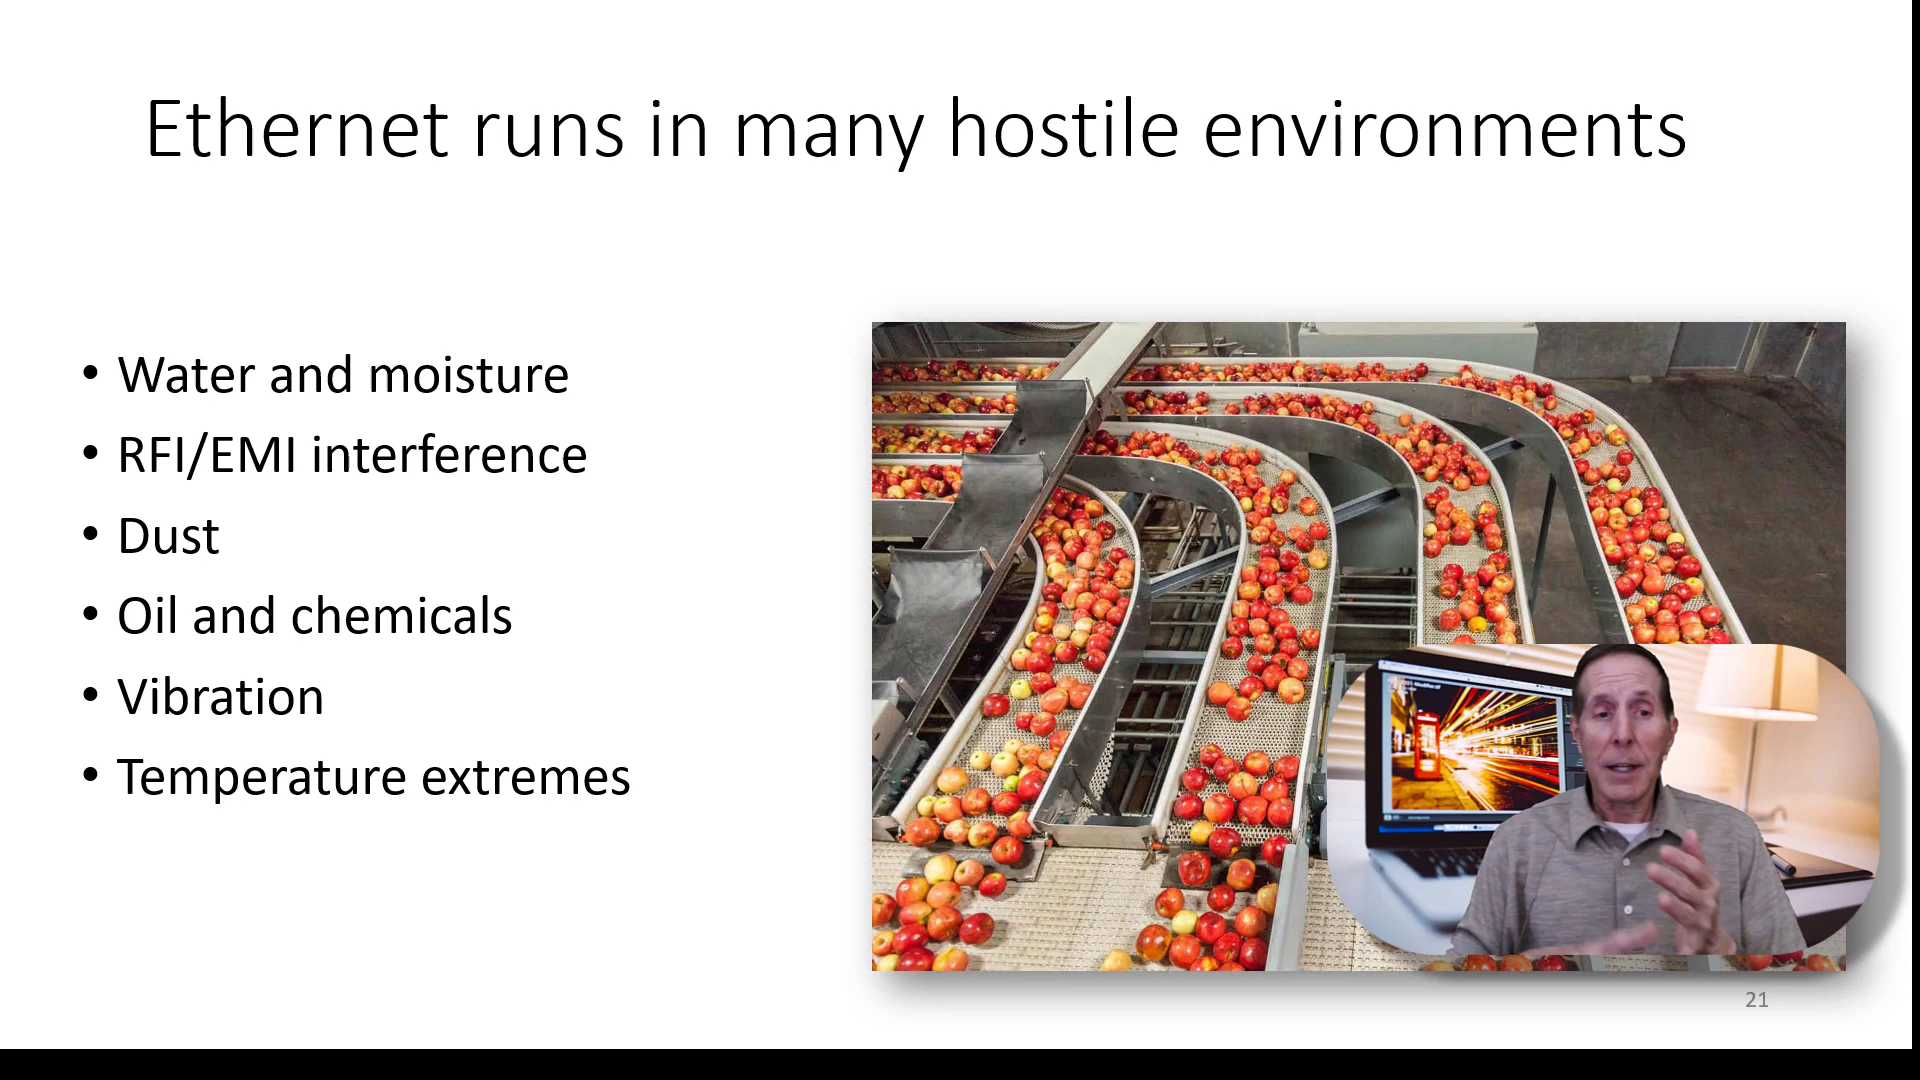 Ethernet runs in many hostile environments
• Water and moisture
• RFI/EMI interference
• Dust
• Oil and chemicals
• Vibration
• Temperature extremes
21